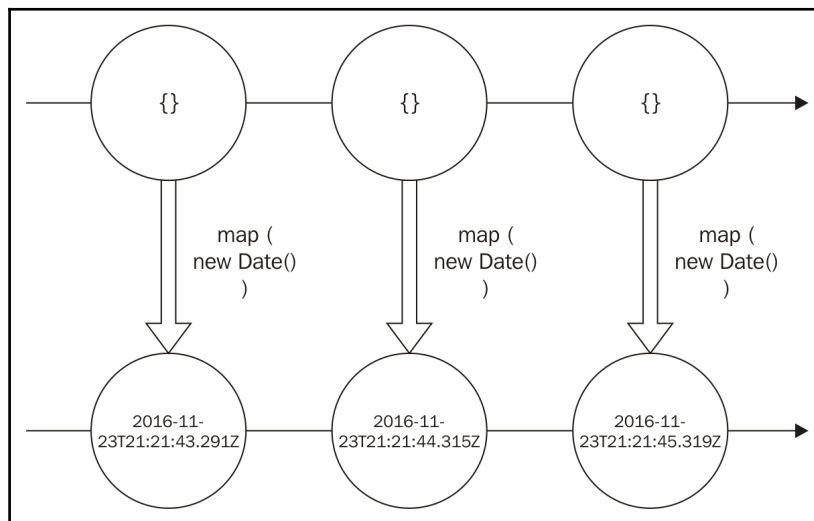 {}
{}
{}
map (
new Date()
)
map (
new Date()
)
map (
new Date()
)
2016-11-
23T21:21:43.291Z
2016-11-
23T21:21:44.315Z
2016-11-
23T21:21:45.319Z